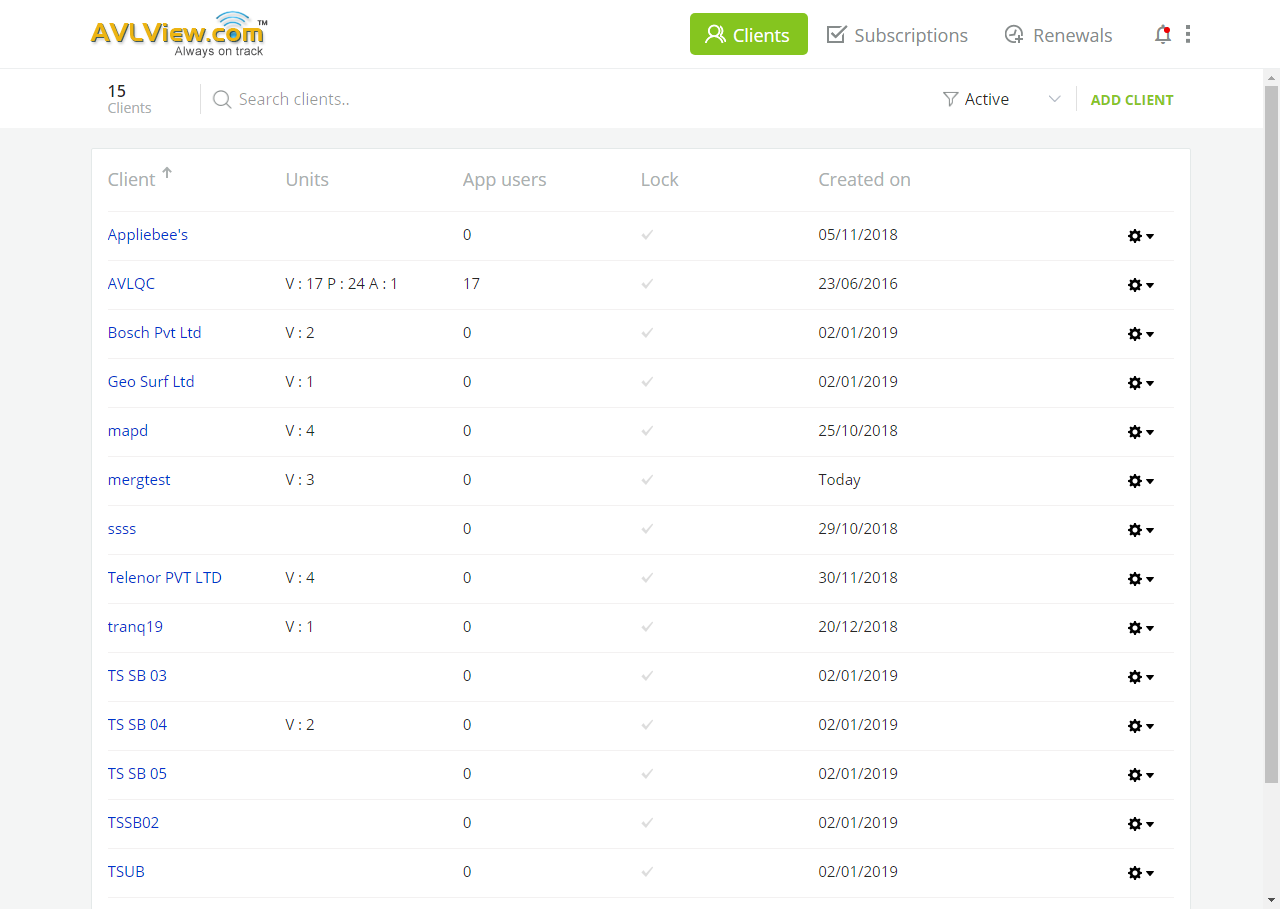 AVLView.com™
Always on track
Clients
Subscriptions
Renewals
15
Clients
Search clients..
Active
ADD CLIENT
Client Units App users Lock Created on
Appliebee's 0 05/11/2018
AVLQC V : 17 P : 24 A : 1 17 23/06/2016
Bosch Pvt Ltd V : 2 0 02/01/2019
Geo Surf Ltd V : 1 0 02/01/2019
mapd V : 4 0 25/10/2018
mergtest V : 3 0 Today
ssss 0 29/10/2018
Telenor PVT LTD V : 4 0 30/11/2018
tranq19 V : 1 0 20/12/2018
TS SB 03 0 02/01/2019
TS SB 04 V : 2 0 02/01/2019
TS SB 05 0 02/01/2019
TSSB02 0 02/01/2019
TSUB 0 02/01/2019